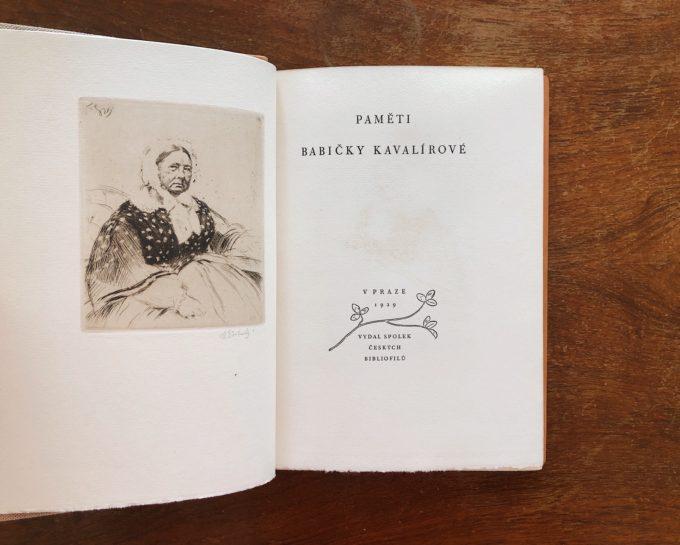 PAMĚTI
BABIČKY KAVALÍROVÉ
V PRAZE
1929
VYDAL SPOLEK
ČESKÝCH
BIBLIOFILŮ